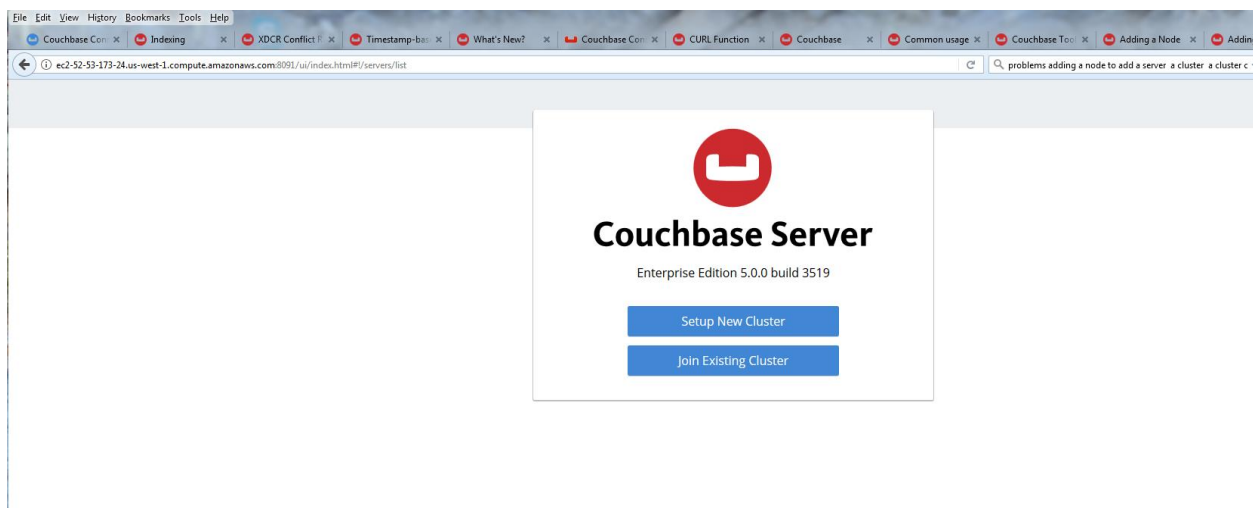 File Edit View History Bookmarks Tools Help
Couchbase Con Indexing XDCR Conflict Timestamp-bas What's New? Couchbase Con CURL Function Couchbase Common usage Couchbase Too Adding a Node Addin
ec2-52-53-173-24.us-west-1.compute.amazonaws.com:8091/ui/index.html#!/servers/list problems adding a node to add a server a cluster a cluster c
Couchbase Server
Enterprise Edition 5.0.0 build 3519
Setup New Cluster
Join Existing Cluster